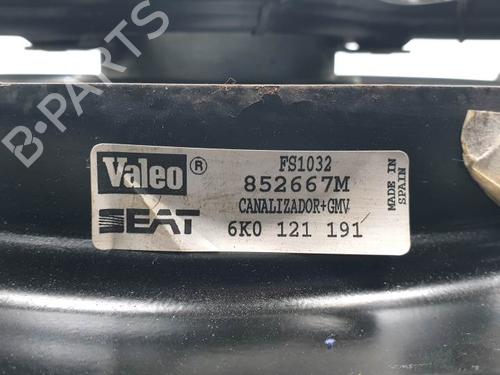 B-PARTS
Valeo®
FS1032
852667M
CANALIZADOR+GMV
SEAT
6K0 121 191
MADE IN
SPAIN